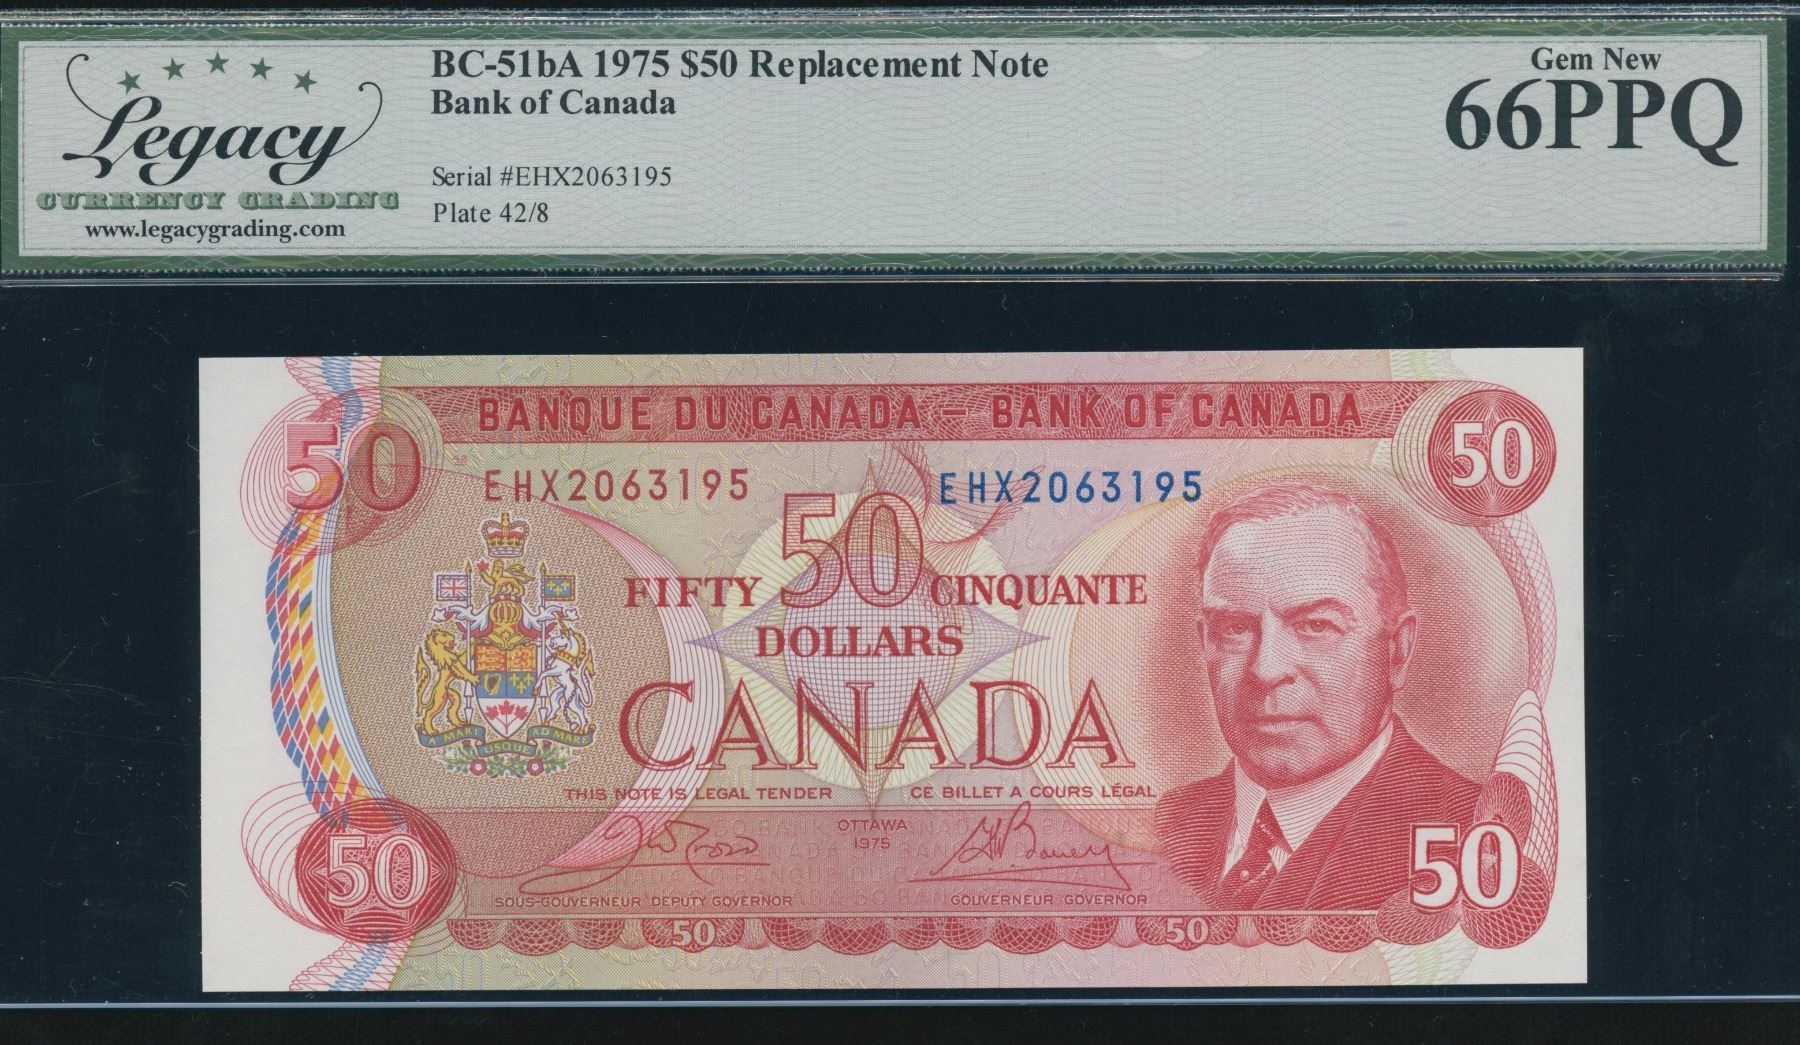 BC-51bA 1975 $50 Replacement Note
Gem New
Legacy
Bank of Canada
66PPQ
Serial #EHX2063195
CURRENCY GRADING
Plate 42/8
www.legacygrading.com
BANQUE DU CANADA – BANK OF CANADA
50
50
EHX2063195
EHX2063195
50
FIFTY CINQUANTE
DOLLARS
CANADA
A MARI USQUE AD MARE
THIS NOTE IS LEGAL TENDER
CE BILLET A COURS LÉGAL
OTTAWA
1975
50
50
SOUS-GOUVERNEUR DEPUTY GOVERNOR
GOUVERNEUR GOVERNOR
50
50